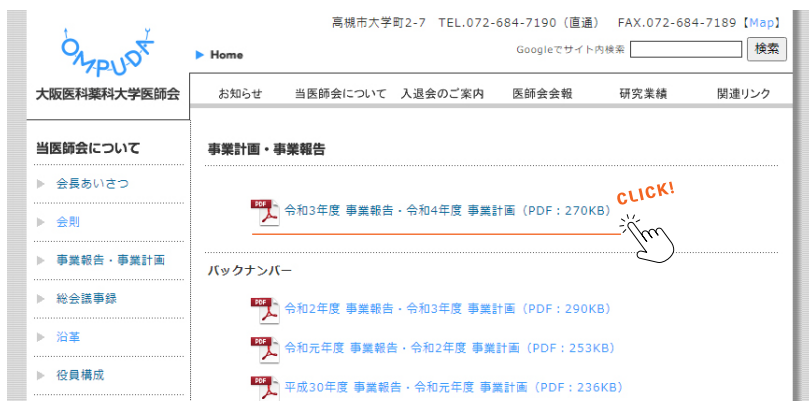 高槻市大学町2-7 TEL.072-684-7190（直通） FAX.072-684-7189【Map】
OMPUDA
Home
Googleでサイト内検索
検索
大阪医科薬科大学医師会
お知らせ 当医師会について 入退会のご案内 医師会会報 研究業績 関連リンク
当医師会について
会長あいさつ
会則
事業報告・事業計画
総会議事録
沿革
役員構成
事業計画・事業報告
PDF 令和3年度 事業報告・令和4年度 事業計画（PDF：270KB）
CLICK!
バックナンバー
PDF 令和2年度 事業報告・令和3年度 事業計画（PDF：290KB）
PDF 令和元年度 事業報告・令和2年度 事業計画（PDF：253KB）
PDF 平成30年度 事業報告・令和元年度 事業計画（PDF：236KB）